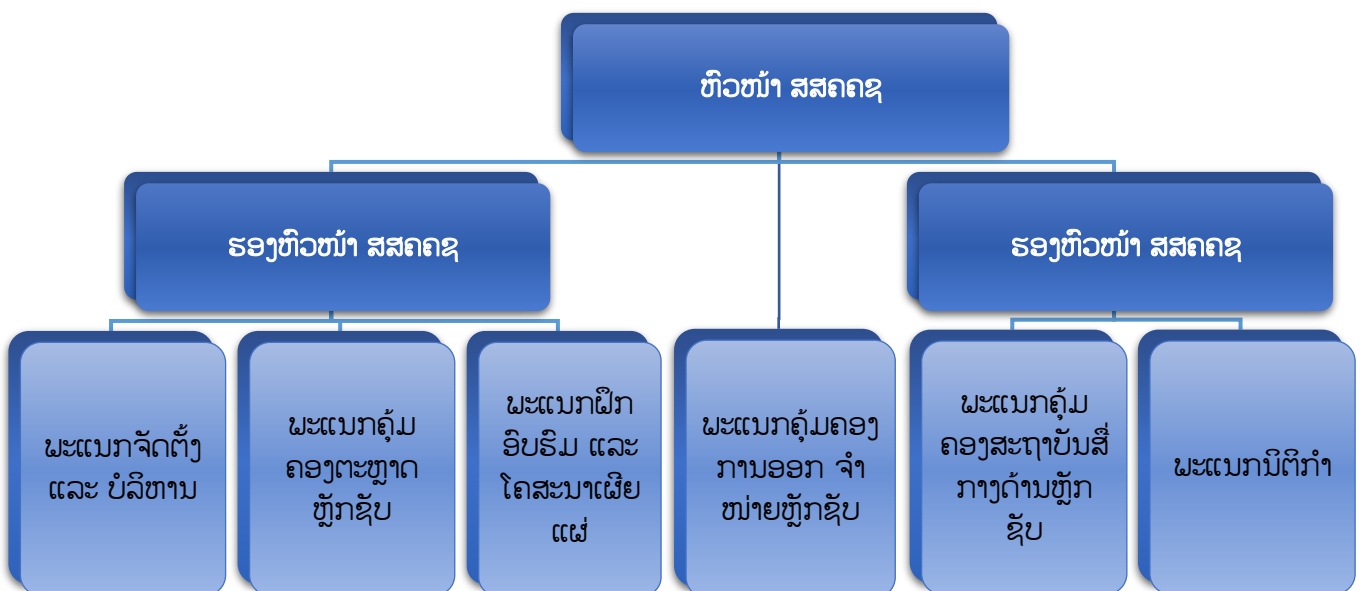 ຫົວໜ້າ ສສຄຄຊ
ຮອງຫົວໜ້າ ສສຄຄຊ
ຮອງຫົວໜ້າ ສສຄຄຊ
ພະແນກຈັດຕັ້ງ
ແລະ ບໍລິຫານ
ພະແນກຄຸ້ມ
ຄອງຕະຫຼາດ
ຫຼັກຊັບ
ພະແນກຝຶກ
ອົບຮົມ ແລະ
ໂຄສະນາເຜີຍ
ແຜ່
ພະແນກຄຸ້ມຄອງ
ການອອກ ຈຳ
ໜ່າຍຫຼັກຊັບ
ພະແນກຄຸ້ມ
ຄອງສະຖາບັນສື່
ກາງດ້ານຫຼັກ
ຊັບ
ພະແນກນິຕິກຳ